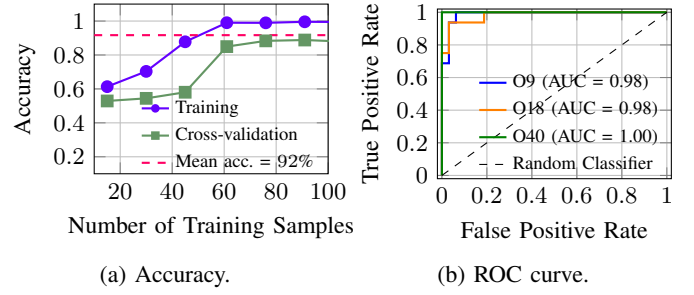 1
0.8
0.6
0.4
0.2
Accuracy
Training
Cross-validation
Mean acc. = 92%
20 40 60 80 100
Number of Training Samples
(a) Accuracy.
1
0.8
0.6
0.4
0.2
0
True Positive Rate
O9 (AUC = 0.98)
O18 (AUC = 0.98)
O40 (AUC = 1.00)
Random Classifier
0 0.2 0.4 0.6 0.8 1
False Positive Rate
(b) ROC curve.